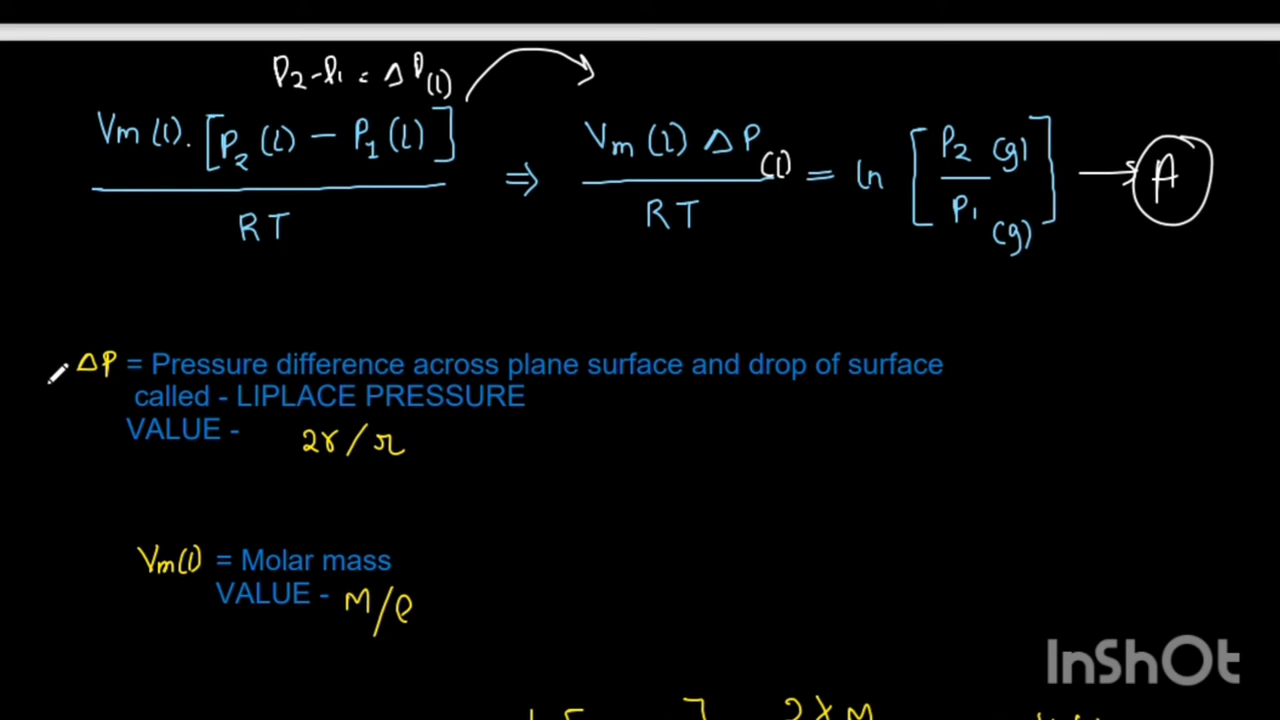 P2-P1 = ΔP(l)
Vm(l). [P2(l) - P1(l)] / RT ⇒ Vm(l) ΔP(l) / RT = ln [P2(g) / P1(g)] → A
ΔP = Pressure difference across plane surface and drop of surface
called - LIPLACE PRESSURE
VALUE - 2γ/r
Vm(l) = Molar mass
VALUE - M/ρ
InShOt